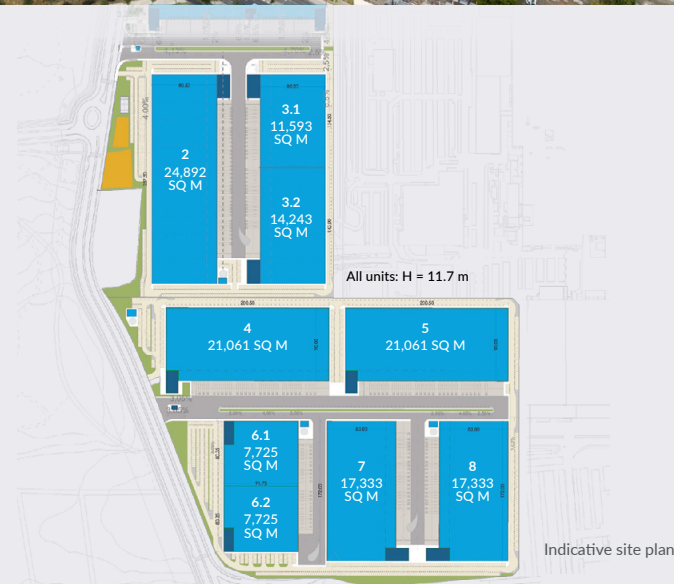 2
24,892
SQ M
3.1
11,593
SQ M
3.2
14,243
SQ M
All units: H = 11.7 m
4
21,061 SQ M
5
21,061 SQ M
6.1
7,725
SQ M
6.2
7,725
SQ M
7
17,333
SQ M
8
17,333
SQ M
Indicative site plan